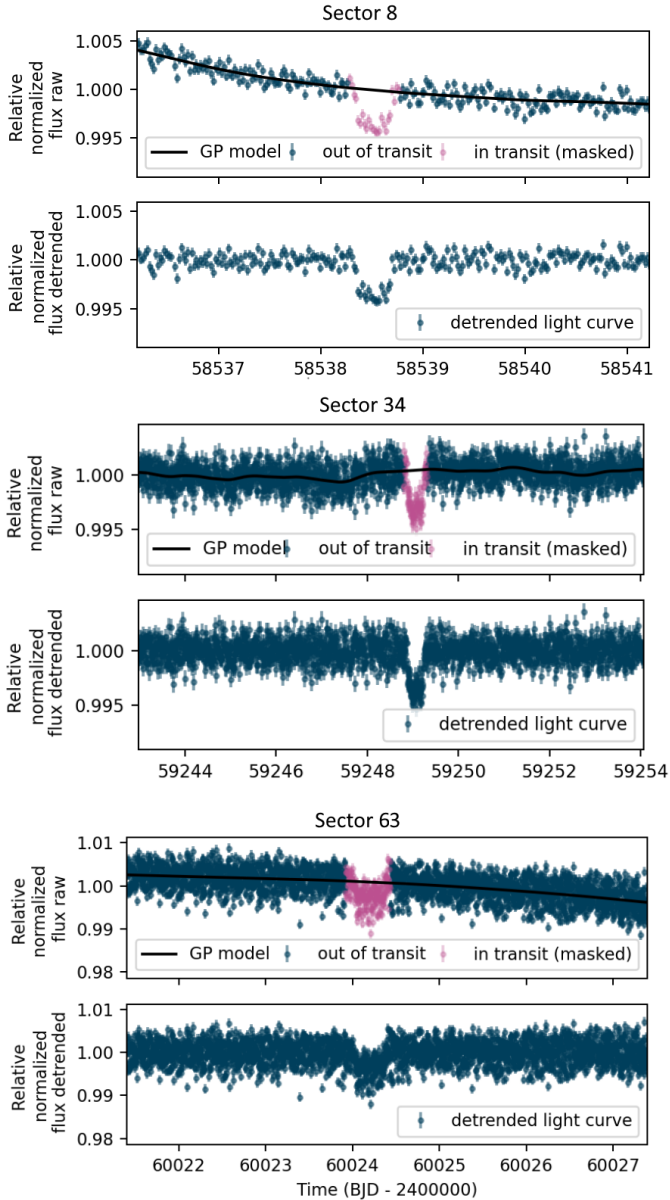 Sector 8
Relative
normalized
flux raw
1.005
1.000
0.995
GP model out of transit in transit (masked)
Relative
normalized
flux detrended
1.005
1.000
0.995
detrended light curve
58537 58538 58539 58540 58541
Sector 34
Relative
normalized
flux raw
1.000
0.995
GP model out of transit in transit (masked)
Relative
normalized
flux detrended
1.000
0.995
detrended light curve
59244 59246 59248 59250 59252 59254
Sector 63
Relative
normalized
flux raw
1.01
1.00
0.99
0.98
GP model out of transit in transit (masked)
Relative
normalized
flux detrended
1.01
1.00
0.99
0.98
detrended light curve
60022 60023 60024 60025 60026 60027
Time (BJD - 2400000)